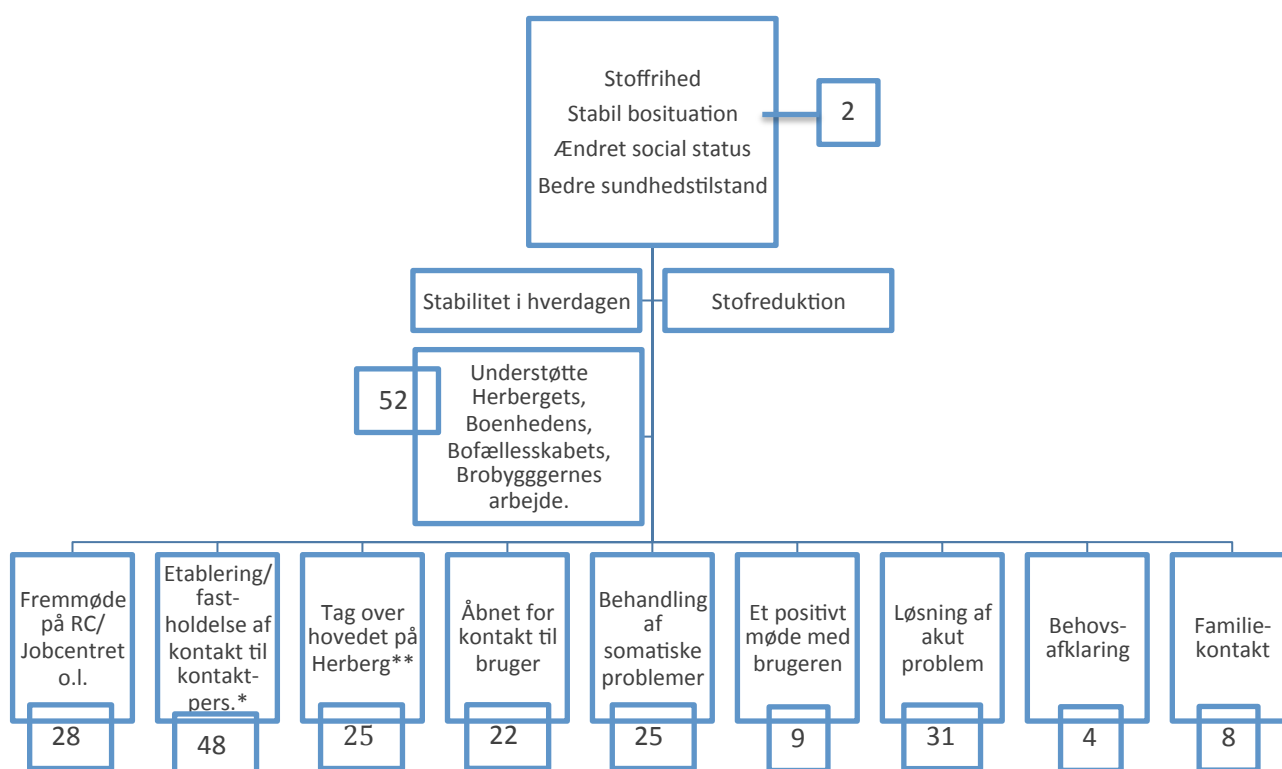 Stoffrihed
Stabil bosituation
Ændret social status
Bedre sundhedstilstand
2
Stabilitet i hverdagen
Stofreduktion
52
Understøtte
Herbergets,
Boenhedens,
Bofællesskabets,
Brobygggernes
arbejde.
Fremmøde
på RC/
Jobcentret
o.l.
28
Etablering/
fast-
holdelse af
kontakt til
kontakt-
pers.*
48
Tag over
hovedet på
Herberg**
25
Åbnet for
kontakt til
bruger
22
Behandling
af
somatiske
problemer
25
Et positivt
møde med
brugeren
9
Løsning af
akut
problem
31
Behovs-
afklaring
4
Familie-
kontakt
8